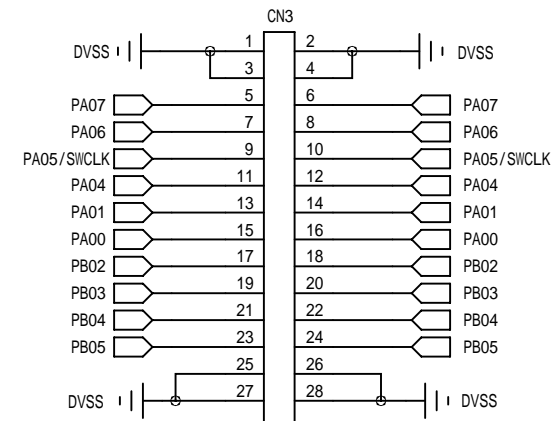 CN3
DVSS 1 2 DVSS
3 4
PA07 5 6 PA07
PA06 7 8 PA06
PA05/SWCLK 9 10 PA05/SWCLK
PA04 11 12 PA04
PA01 13 14 PA01
PA00 15 16 PA00
PB02 17 18 PB02
PB03 19 20 PB03
PB04 21 22 PB04
PB05 23 24 PB05
25 26
DVSS 27 28 DVSS